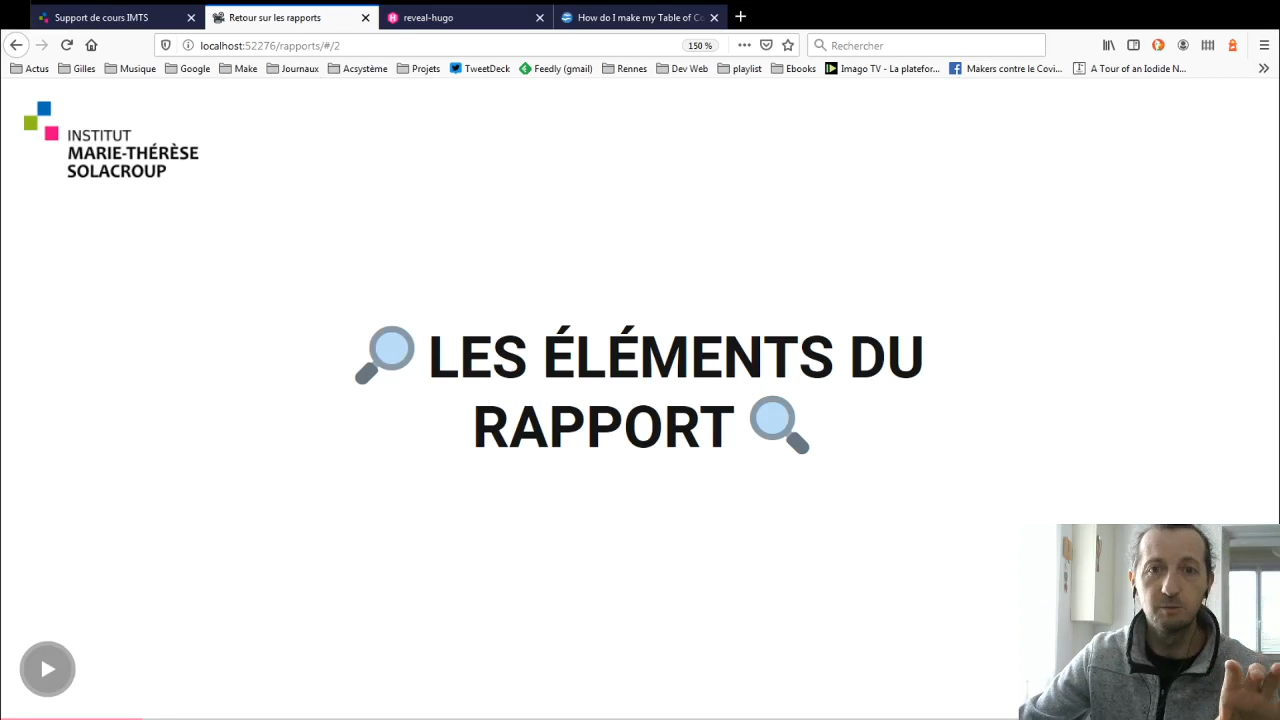 Support de cours IMTS
Retour sur les rapports
reveal-hugo
How do I make my Table of Co
localhost:52276/rapports/#/2
150 %
Rechercher
Actus
Gilles
Musique
Google
Make
Journaux
Acsystème
Projets
TweetDeck
Feedly (gmail)
Rennes
Dev Web
playlist
Ebooks
Imago TV - La platefor...
Makers contre le Covi...
A Tour of an Iodide N...
INSTITUT
MARIE-THÉRÈSE
SOLACROUP
LES ÉLÉMENTS DU
RAPPORT